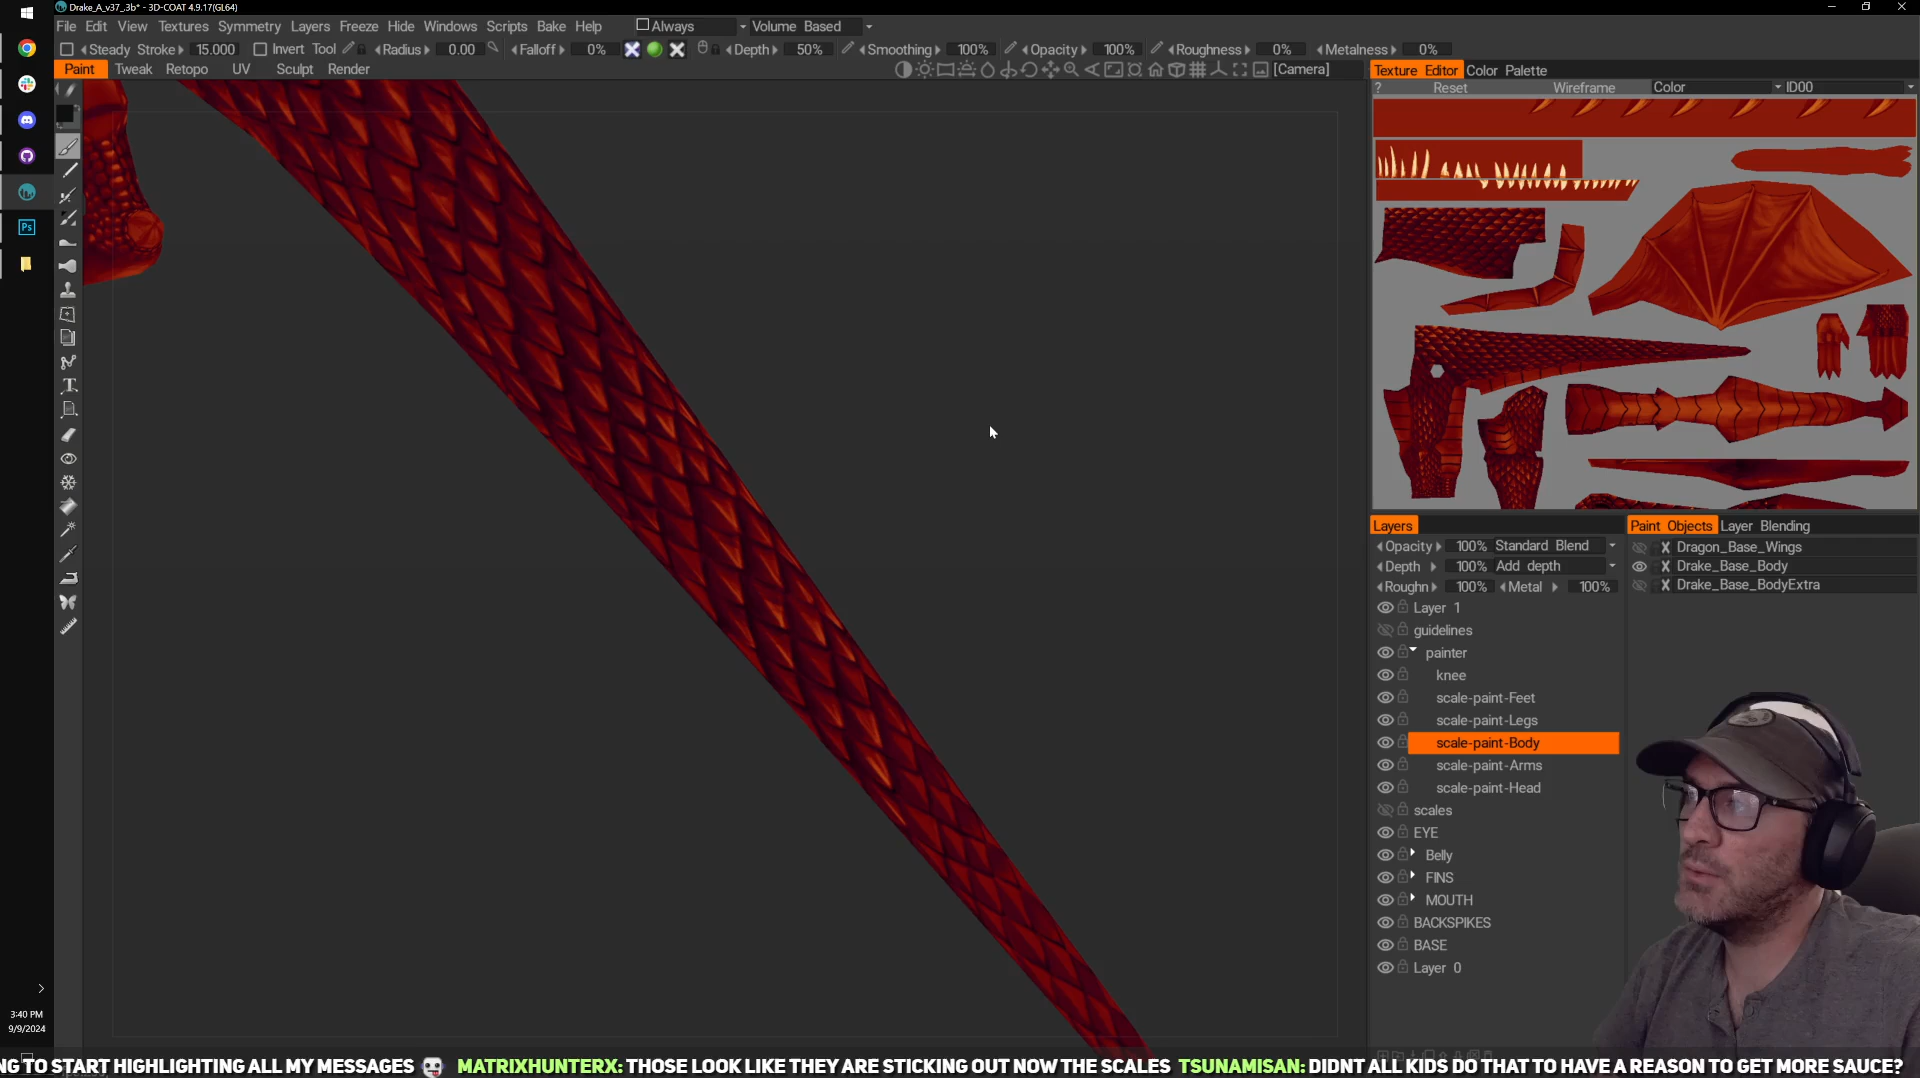 Drake_A_v37_.3b* - 3D-COAT 4.9.17(GL64)
File Edit View Textures Symmetry Layers Freeze Hide Windows Scripts Bake Help Always Volume Based
Steady Stroke 15.000 Invert Tool Radius 0.00 Falloff 0% Depth 50% Smoothing 100% Opacity 100% Roughness 0% Metalness 0%
Paint Tweak Retopo UV Sculpt Render [Camera]
Texture Editor Color Palette
? Reset Wireframe Color ID00
Layers
Opacity 100% Standard Blend
Depth 100% Add depth
Roughn 100% Metal 100%
Layer 1
guidelines
painter
knee
scale-paint-Feet
scale-paint-Legs
scale-paint-Body
scale-paint-Arms
scale-paint-Head
scales
EYE
Belly
FINS
MOUTH
BACKSPIKES
BASE
Layer 0
Paint Objects Layer Blending
X Dragon_Base_Wings
X Drake_Base_Body
X Drake_Base_BodyExtra
Ps
3:40 PM
9/9/2024
NG TO START HIGHLIGHTING ALL MY MESSAGES MATRIXHUNTERX: THOSE LOOK LIKE THEY ARE STICKING OUT NOW THE SCALES TSUNAMISAN: DIDNT ALL KIDS DO THAT TO HAVE A REASON TO GET MORE SAUCE?